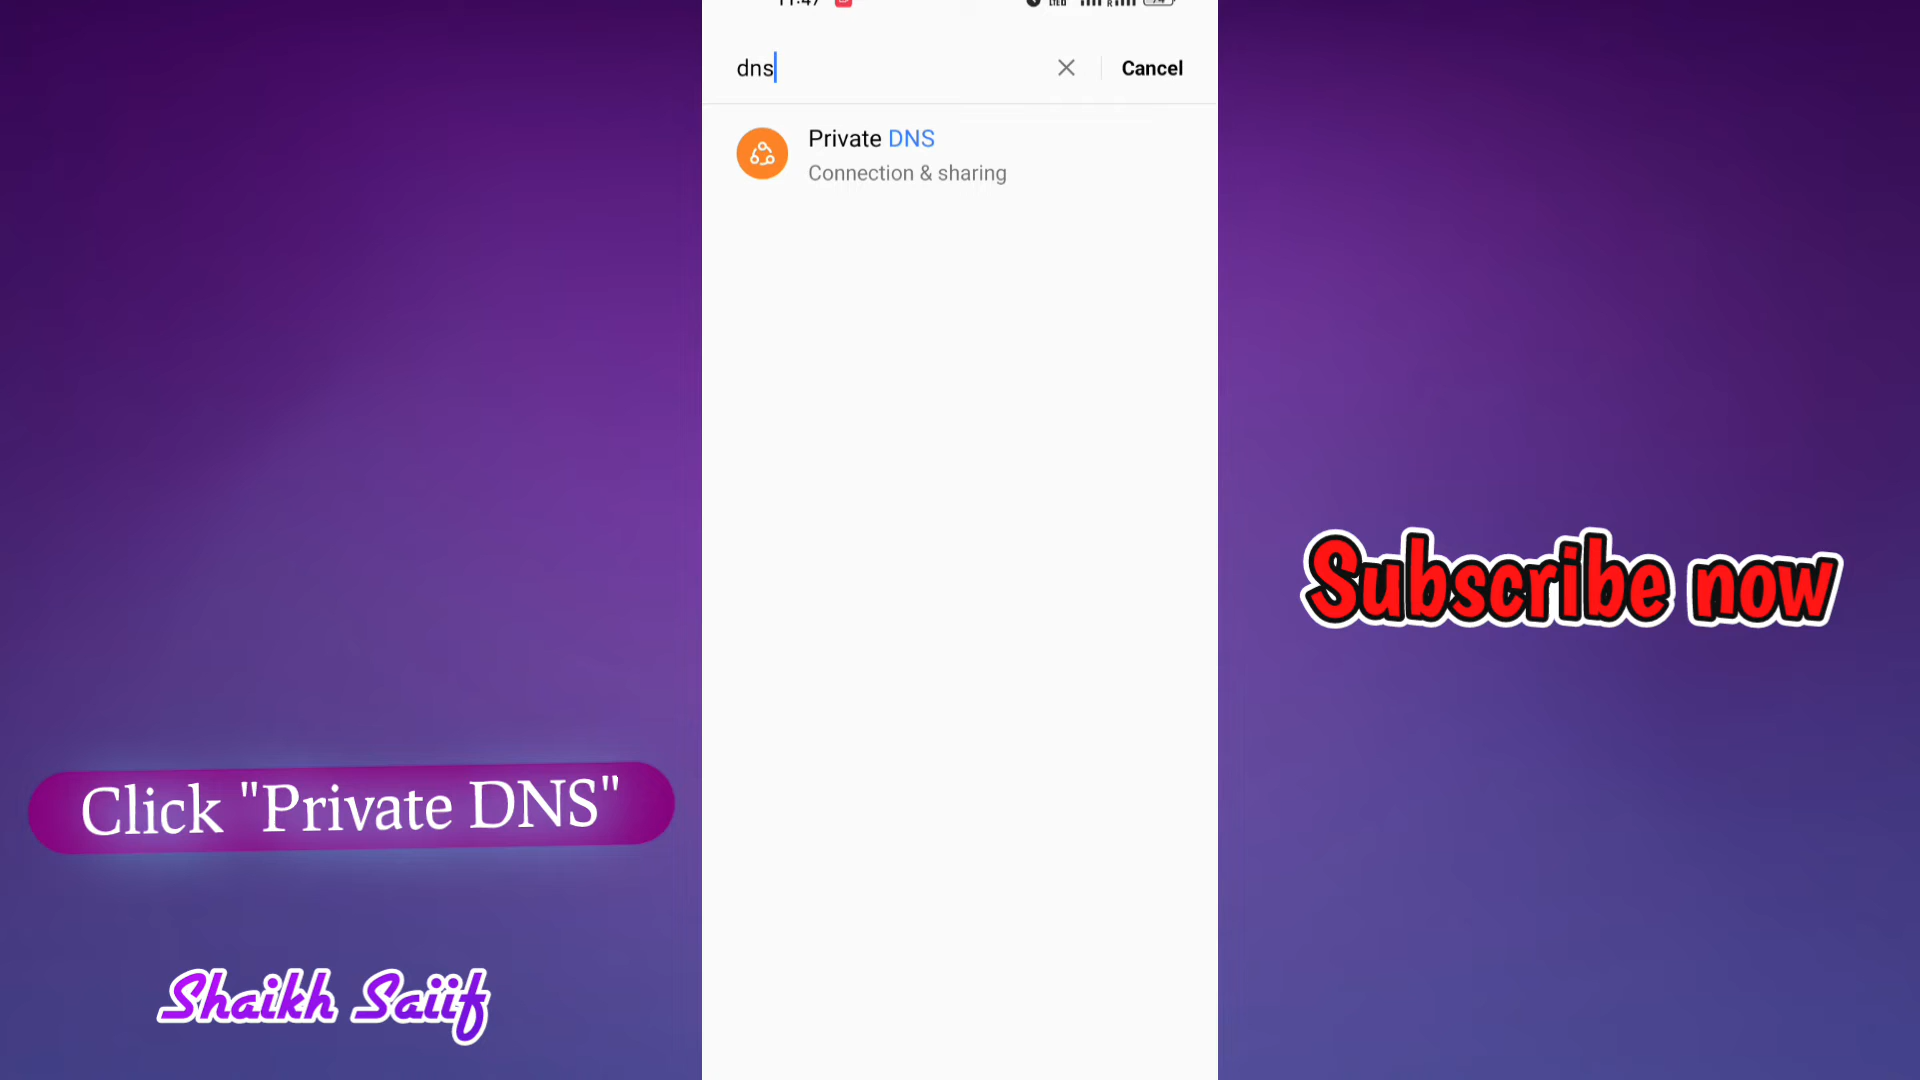 dns
Cancel
Private DNS
Connection & sharing
Subscribe now
Click "Private DNS"
Shaikh Saiif